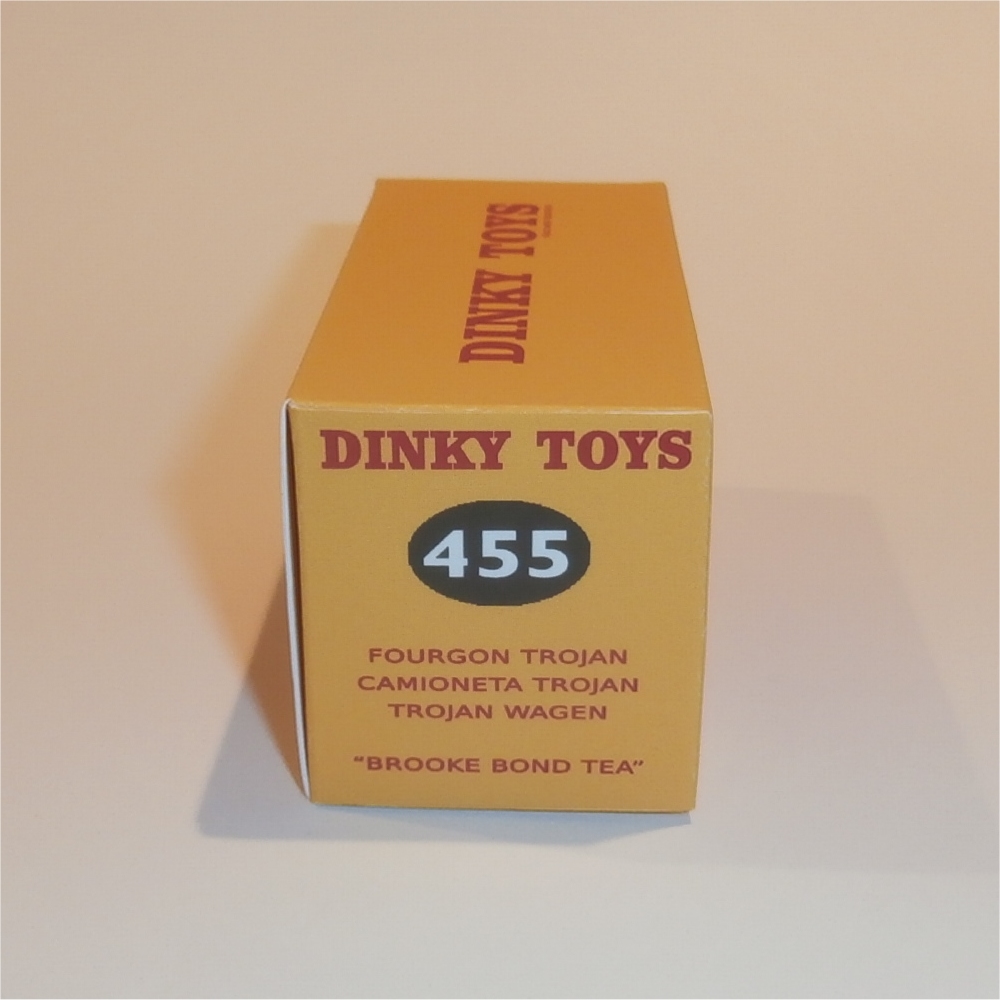 DINKY TOYS
DINKY TOYS
455
FOURGON TROJAN
CAMIONETA TROJAN
TROJAN WAGEN
“BROOKE BOND TEA”